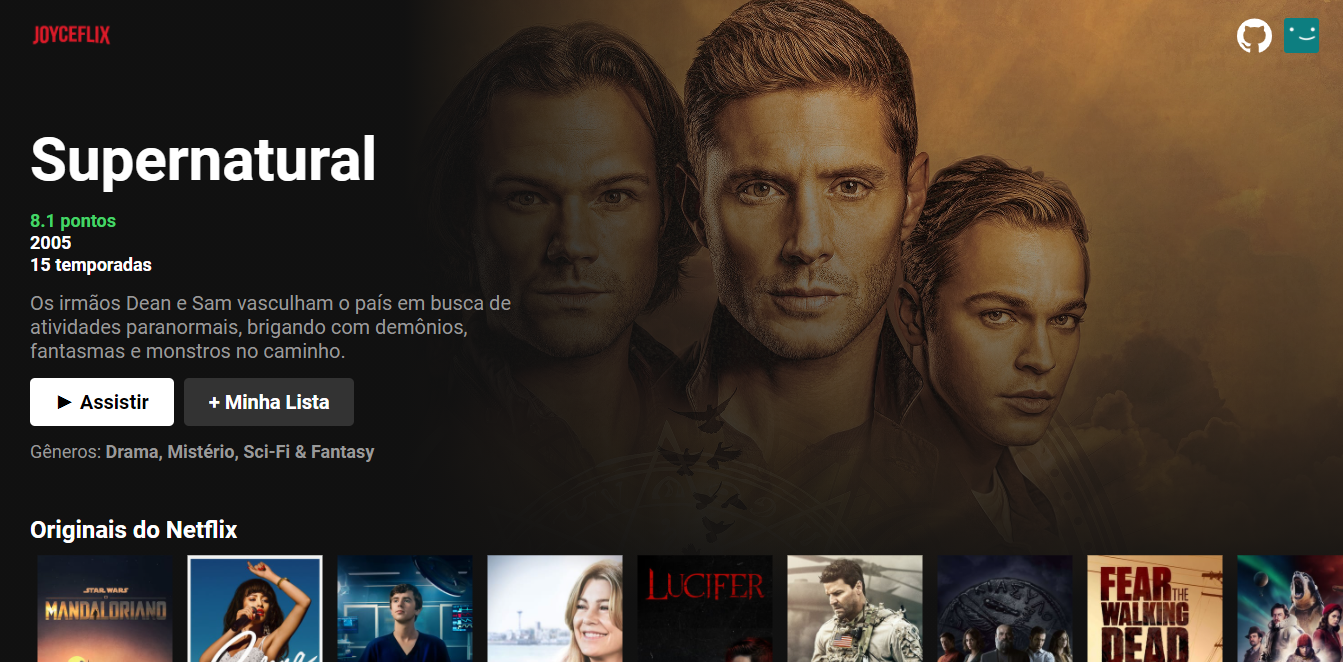 JOYCEFLIX
Supernatural
8.1 pontos
2005
15 temporadas
Os irmãos Dean e Sam vasculham o país em busca de
atividades paranormais, brigando com demônios,
fantasmas e monstros no caminho.
► Assistir
+ Minha Lista
Gêneros: Drama, Mistério, Sci-Fi & Fantasy
Originais do Netflix
STAR WARS
MANDALORIANO
LUCIFER
FEAR THE
WALKING
DEAD